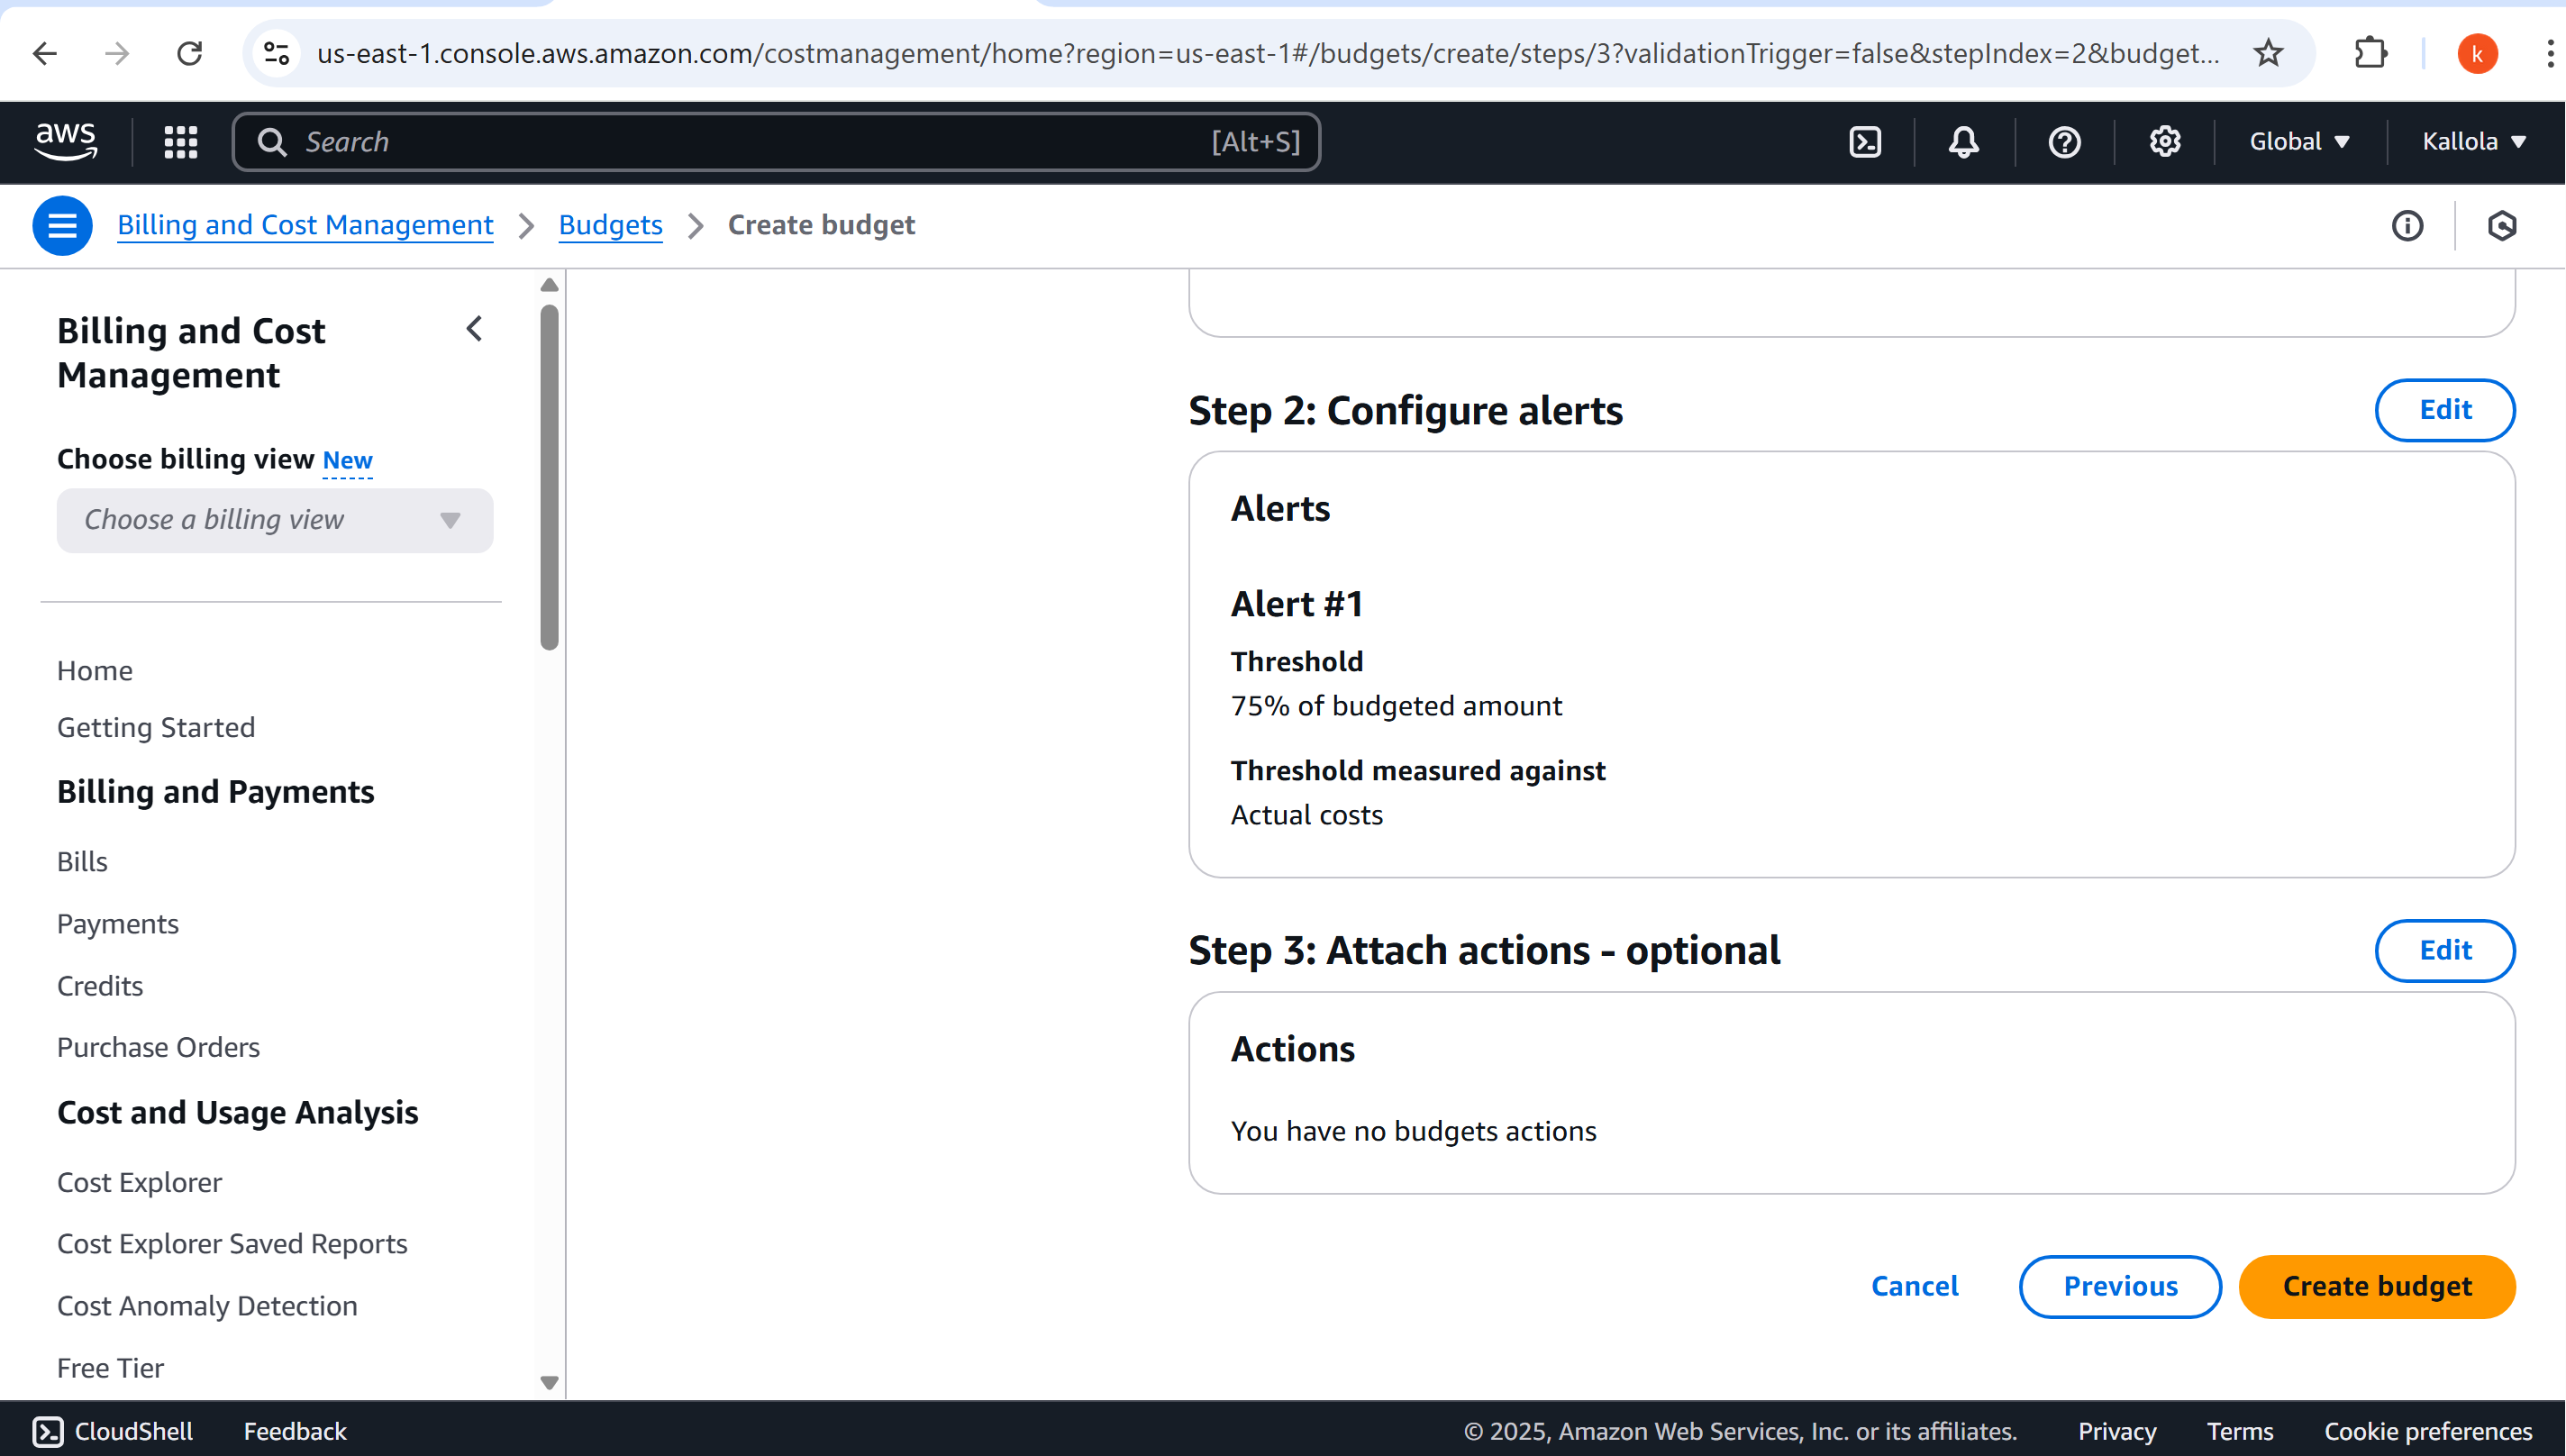 us-east-1.console.aws.amazon.com/costmanagement/home?region=us-east-1#/budgets/create/steps/3?validationTrigger=false&stepIndex=2&budget...
k
aws
Search
[Alt+S]
Global
Kallola
Billing and Cost Management
Budgets
Create budget
Billing and Cost
Management
Choose billing view New
Choose a billing view
Home
Getting Started
Billing and Payments
Bills
Payments
Credits
Purchase Orders
Cost and Usage Analysis
Cost Explorer
Cost Explorer Saved Reports
Cost Anomaly Detection
Free Tier
Step 2: Configure alerts
Edit
Alerts
Alert #1
Threshold
75% of budgeted amount
Threshold measured against
Actual costs
Step 3: Attach actions - optional
Edit
Actions
You have no budgets actions
Cancel
Previous
Create budget
CloudShell
Feedback
© 2025, Amazon Web Services, Inc. or its affiliates.
Privacy
Terms
Cookie preferences